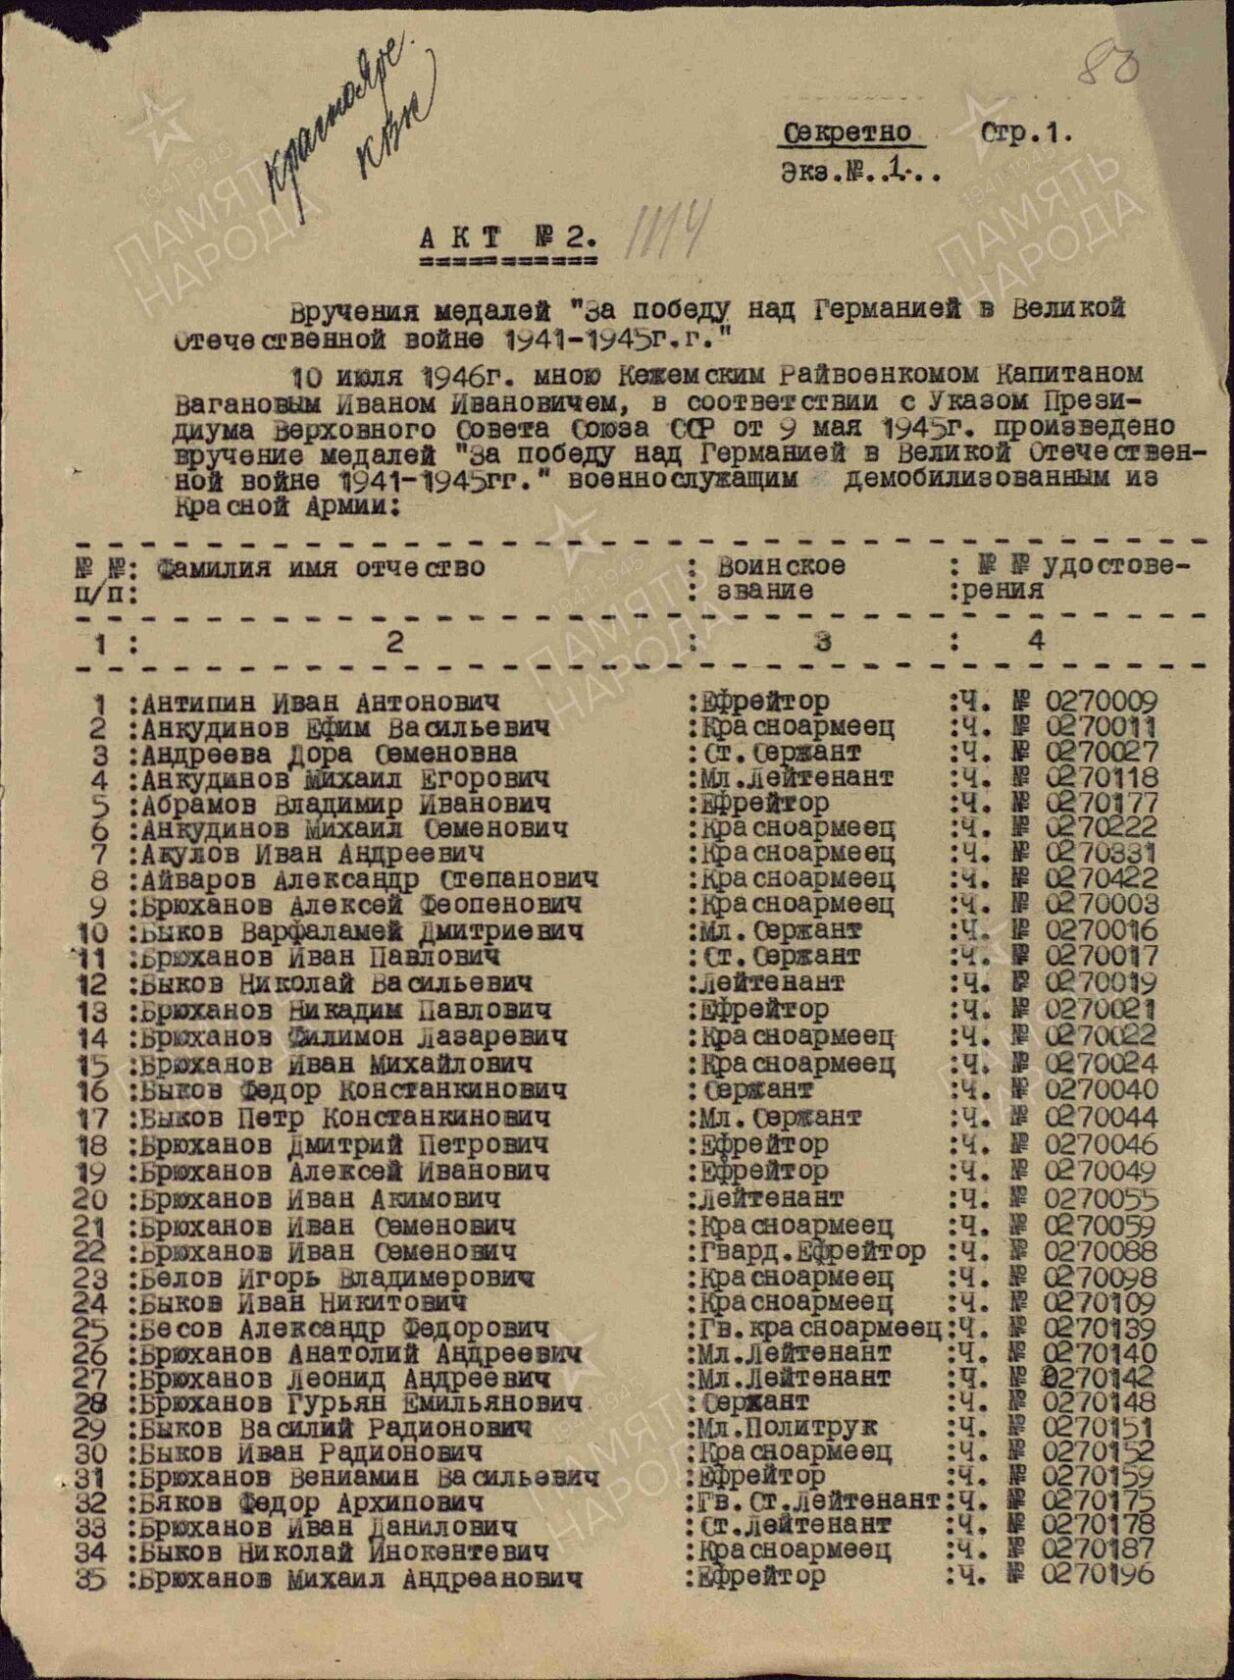 Красноярс.
КВК
83
Секретно Стр.1.
Экз.№..1...
АКТ №2. 1114
Вручения медалей "За победу над Германией в Великой
Отечественной войне 1941-1945г.г."
10 июля 1946г. мною Кежемским Райвоенкомом Капитаном
Вагановым Иваном Ивановичем, в соответствии с Указом Прези-
диума Верховного Совета Союза ССР от 9 мая 1945г. произведено
вручение медалей "За победу над Германией в Великой Отечествен-
ной войне 1941-1945гг." военнослужащим демобилизованным из
Красной Армии:
№ №: Фамилия имя отчество : Воинское : № № удостове-
п/п: : звание :рения
1 : 2 : 3 : 4
1 :Антипин Иван Антонович :Ефрейтор :Ч. № 0270009
2 :Анкудинов Ефим Васильевич :Красноармеец :Ч. № 0270011
3 :Андреева Дора Семеновна :Ст.Сержант :Ч. № 0270027
4 :Анкудинов Михаил Егорович :Мл.Лейтенант :Ч. № 0270118
5 :Абрамов Владимир Иванович :Ефрейтор :Ч. № 0270177
6 :Анкудинов Михаил Семенович :Красноармеец :Ч. № 0270222
7 :Акулов Иван Андреевич :Красноармеец :Ч. № 0270331
8 :Айваров Александр Степанович :Красноармеец :Ч. № 0270422
9 :Брюханов Алексей Феопенович :Красноармеец :Ч. № 0270003
10 :Быков Варфаламей Дмитриевич :Мл.Сержант :Ч. № 0270016
11 :Брюханов Иван Павлович :Ст.Сержант :Ч. № 0270017
12 :Быков Николай Васильевич :Лейтенант :Ч. № 0270019
13 :Брюханов Никадим Павлович :Ефрейтор :Ч. № 0270021
14 :Брюханов Филимон Лазаревич :Красноармеец :Ч. № 0270022
15 :Брюханов Иван Михайлович :Красноармеец :Ч. № 0270024
16 :Быков Федор Констанкинович :Сержант :Ч. № 0270040
17 :Быков Петр Констанкинович :Мл.Сержант :Ч. № 0270044
18 :Брюханов Дмитрий Петрович :Ефрейтор :Ч. № 0270046
19 :Брюханов Алексей Иванович :Ефрейтор :Ч. № 0270049
20 :Брюханов Иван Акимович :Лейтенант :Ч. № 0270055
21 :Брюханов Иван Семенович :Красноармеец :Ч. № 0270059
22 :Брюханов Иван Семенович :Гвард.Ефрейтор :Ч. № 0270088
23 :Белов Игорь Владимерович :Красноармеец :Ч. № 0270098
24 :Быков Иван Никитович :Красноармеец :Ч. № 0270109
25 :Бесов Александр Федорович :Гв.красноармеец:Ч. № 0270139
26 :Брюханов Анатолий Андреевич :Мл.Лейтенант :Ч. № 0270140
27 :Брюханов Леонид Андреевич :Мл.Лейтенант :Ч. № 0270142
28 :Брюханов Гурьян Емильянович :Сержант :Ч. № 0270148
29 :Быков Василий Радионович :Мл.Политрук :Ч. № 0270151
30 :Быков Иван Радионович :Красноармеец :Ч. № 0270152
31 :Брюханов Вениамин Васильевич :Ефрейтор :Ч. № 0270159
32 :Бяков Федор Архипович :Гв.Ст.Лейтенант:Ч. № 0270175
33 :Брюханов Иван Данилович :Ст.Лейтенант :Ч. № 0270178
34 :Быков Николай Инокентевич :Красноармеец :Ч. № 0270187
35 :Брюханов Михаил Андреанович :Ефрейтор :Ч. № 0270196